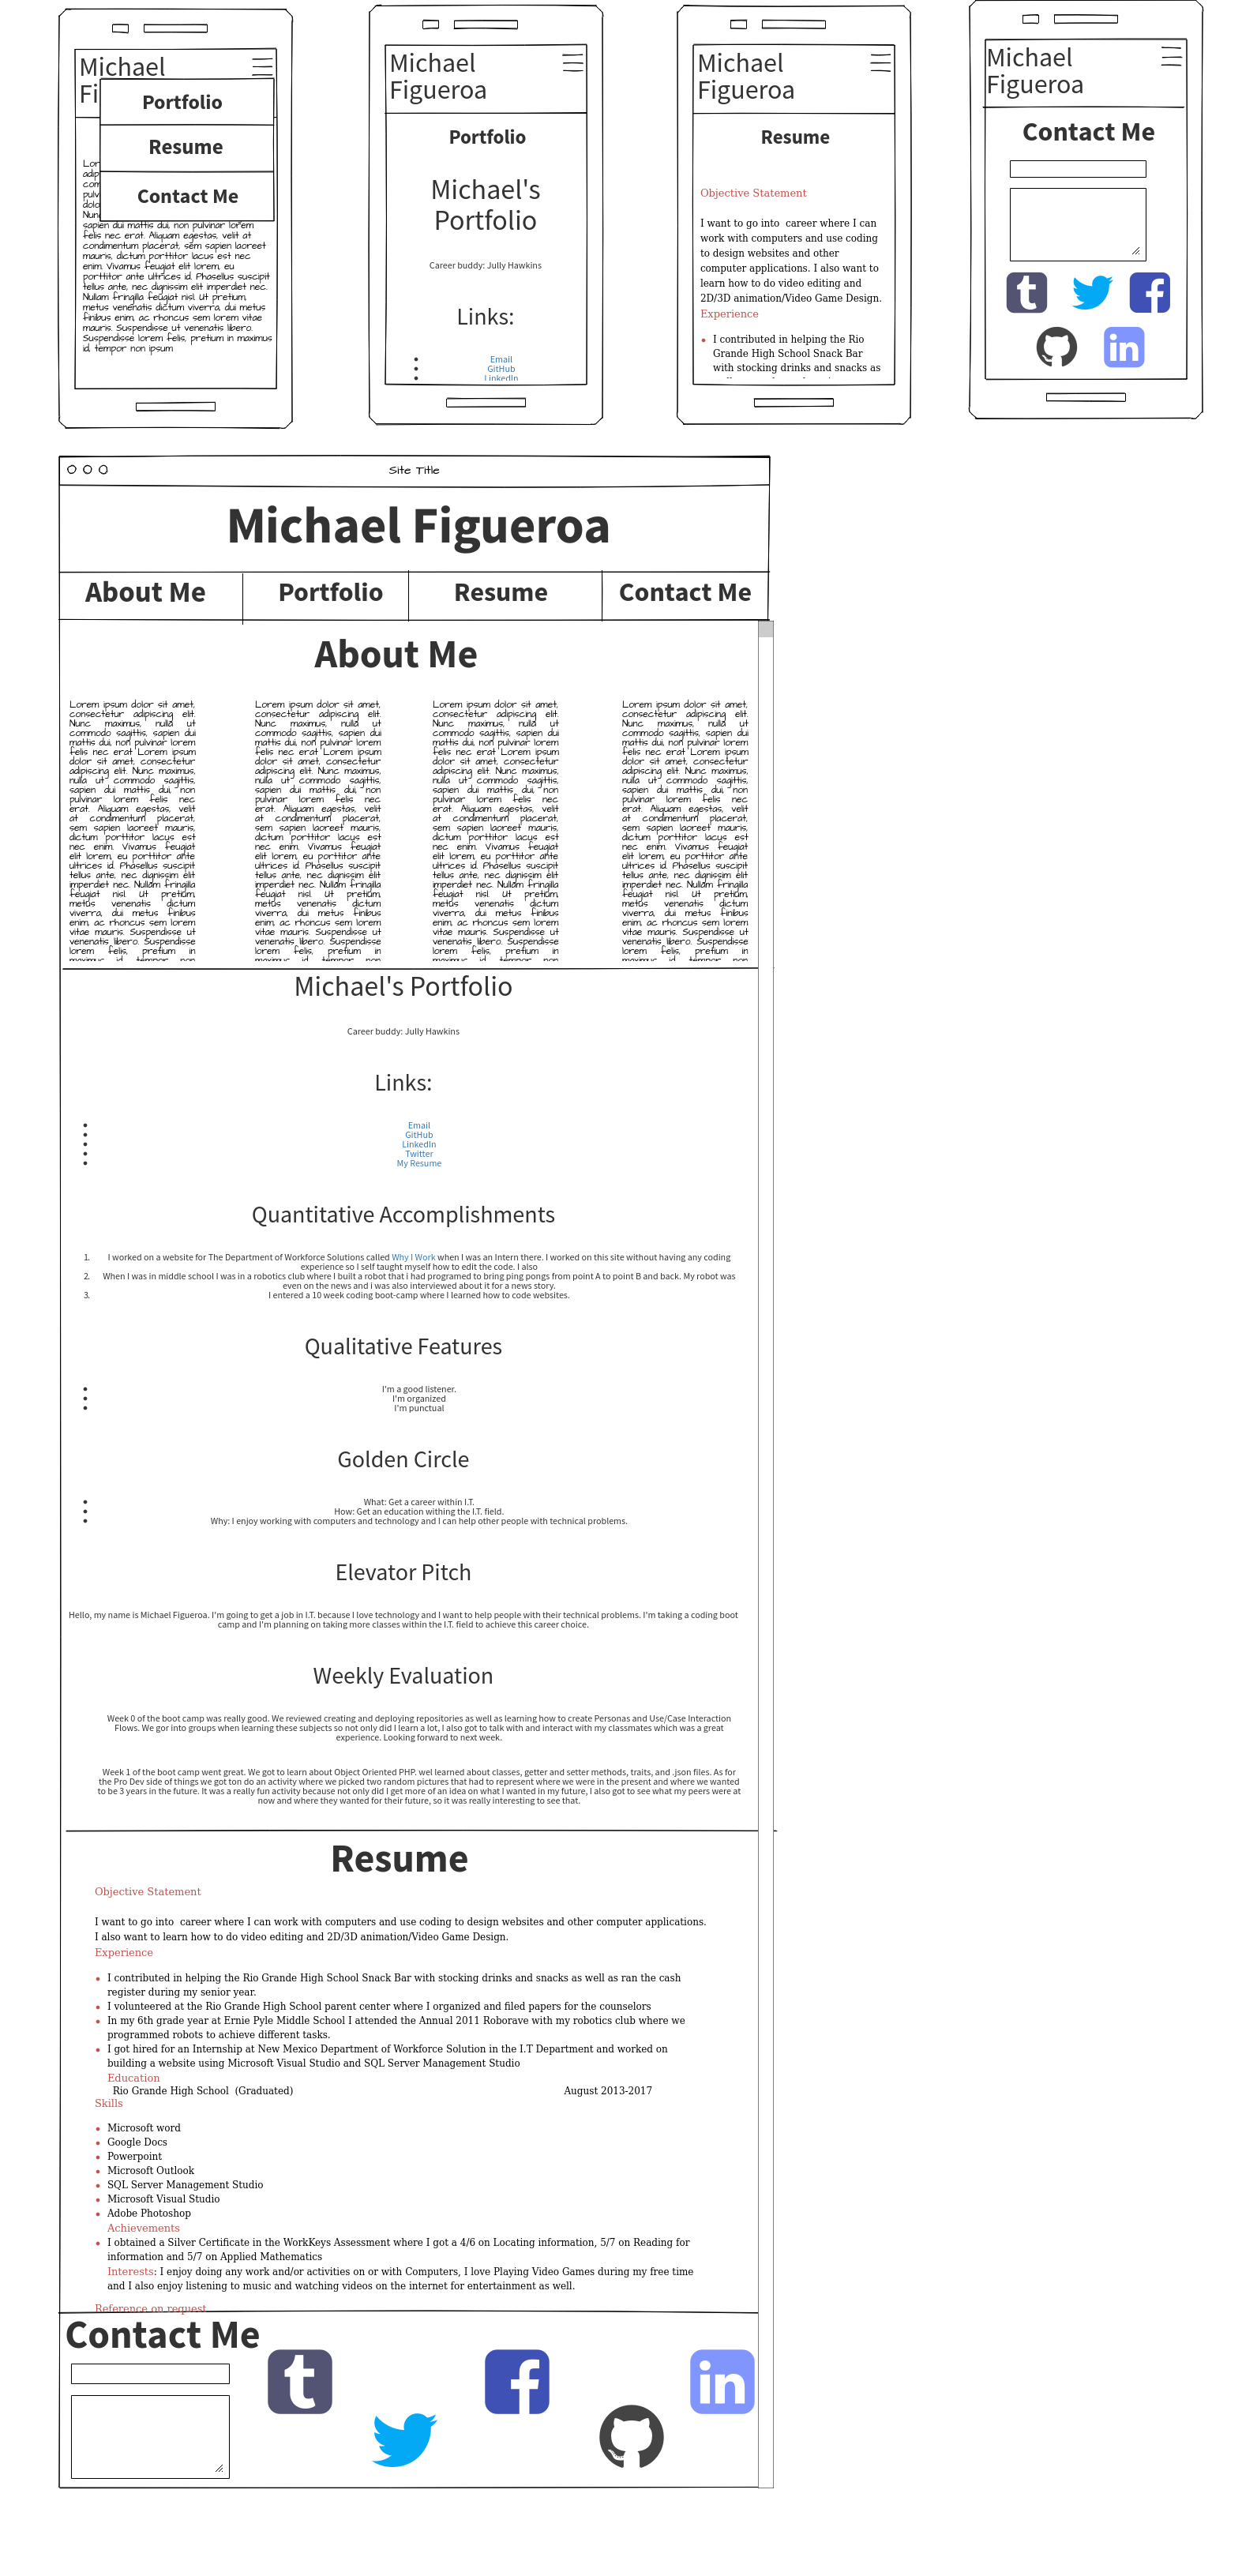 Michael
Fi
Portfolio
Resume
Contact Me
Lor
adip
com
pulv
dolo
Nunc
sapien dui mattis dui, non pulvinar lorem
felis nec erat. Aliquam egestas, velit at
condimentum placerat, sem sapien laoreet
mauris, dictum porttitor lacus est nec
enim. Vivamus feugiat elit lorem, eu
porttitor ante ultrices id. Phasellus suscipit
tellus ante, nec dignissim elit imperdiet nec.
Nullam fringilla feugiat nisl. Ut pretium,
metus venenatis dictum viverra, dui metus
finibus enim, ac rhoncus sem lorem vitae
mauris. Suspendisse ut venenatis libero.
Suspendisse lorem felis, pretium in maximus
id, tempor non ipsum
Michael
Figueroa
Portfolio
Michael's
Portfolio
Career buddy: Jully Hawkins
Links:
Email
GitHub
LinkedIn
Michael
Figueroa
Resume
Objective Statement
I want to go into  career where I can
work with computers and use coding
to design websites and other
computer applications. I also want to
learn how to do video editing and
2D/3D animation/Video Game Design.
Experience
I contributed in helping the Rio
Grande High School Snack Bar
with stocking drinks and snacks as
Michael
Figueroa
Contact Me
Site Title
Michael Figueroa
About Me
Portfolio
Resume
Contact Me
About Me
Lorem ipsum dolor sit amet,
consectetur adipiscing elit.
Nunc maximus, nulla ut
commodo sagittis, sapien dui
mattis dui, non pulvinar lorem
felis nec erat Lorem ipsum
dolor sit amet, consectetur
adipiscing elit. Nunc maximus,
nulla ut commodo sagittis,
sapien dui mattis dui, non
pulvinar lorem felis nec
erat. Aliquam egestas, velit
at condimentum placerat,
sem sapien laoreet mauris,
dictum porttitor lacus est
nec enim. Vivamus feugiat
elit lorem, eu porttitor ante
ultrices id. Phasellus suscipit
tellus ante, nec dignissim elit
imperdiet nec. Nullam fringilla
feugiat nisl. Ut pretium,
metus venenatis dictum
viverra, dui metus finibus
enim, ac rhoncus sem lorem
vitae mauris. Suspendisse ut
venenatis libero. Suspendisse
lorem felis, pretium in
maximus id, tempor non
Lorem ipsum dolor sit amet,
consectetur adipiscing elit.
Nunc maximus, nulla ut
commodo sagittis, sapien dui
mattis dui, non pulvinar lorem
felis nec erat Lorem ipsum
dolor sit amet, consectetur
adipiscing elit. Nunc maximus,
nulla ut commodo sagittis,
sapien dui mattis dui, non
pulvinar lorem felis nec
erat. Aliquam egestas, velit
at condimentum placerat,
sem sapien laoreet mauris,
dictum porttitor lacus est
nec enim. Vivamus feugiat
elit lorem, eu porttitor ante
ultrices id. Phasellus suscipit
tellus ante, nec dignissim elit
imperdiet nec. Nullam fringilla
feugiat nisl. Ut pretium,
metus venenatis dictum
viverra, dui metus finibus
enim, ac rhoncus sem lorem
vitae mauris. Suspendisse ut
venenatis libero. Suspendisse
lorem felis, pretium in
maximus id, tempor non
Lorem ipsum dolor sit amet,
consectetur adipiscing elit.
Nunc maximus, nulla ut
commodo sagittis, sapien dui
mattis dui, non pulvinar lorem
felis nec erat Lorem ipsum
dolor sit amet, consectetur
adipiscing elit. Nunc maximus,
nulla ut commodo sagittis,
sapien dui mattis dui, non
pulvinar lorem felis nec
erat. Aliquam egestas, velit
at condimentum placerat,
sem sapien laoreet mauris,
dictum porttitor lacus est
nec enim. Vivamus feugiat
elit lorem, eu porttitor ante
ultrices id. Phasellus suscipit
tellus ante, nec dignissim elit
imperdiet nec. Nullam fringilla
feugiat nisl. Ut pretium,
metus venenatis dictum
viverra, dui metus finibus
enim, ac rhoncus sem lorem
vitae mauris. Suspendisse ut
venenatis libero. Suspendisse
lorem felis, pretium in
maximus id, tempor non
Lorem ipsum dolor sit amet,
consectetur adipiscing elit.
Nunc maximus, nulla ut
commodo sagittis, sapien dui
mattis dui, non pulvinar lorem
felis nec erat Lorem ipsum
dolor sit amet, consectetur
adipiscing elit. Nunc maximus,
nulla ut commodo sagittis,
sapien dui mattis dui, non
pulvinar lorem felis nec
erat. Aliquam egestas, velit
at condimentum placerat,
sem sapien laoreet mauris,
dictum porttitor lacus est
nec enim. Vivamus feugiat
elit lorem, eu porttitor ante
ultrices id. Phasellus suscipit
tellus ante, nec dignissim elit
imperdiet nec. Nullam fringilla
feugiat nisl. Ut pretium,
metus venenatis dictum
viverra, dui metus finibus
enim, ac rhoncus sem lorem
vitae mauris. Suspendisse ut
venenatis libero. Suspendisse
lorem felis, pretium in
maximus id, tempor non
Michael's Portfolio
Career buddy: Jully Hawkins
Links:
Email
GitHub
LinkedIn
Twitter
My Resume
Quantitative Accomplishments
1. I worked on a website for The Department of Workforce Solutions called Why I Work when I was an Intern there. I worked on this site without having any coding
experience so I self taught myself how to edit the code. I also
2. When I was in middle school I was in a robotics club where I built a robot that i had programed to bring ping pongs from point A to point B and back. My robot was
even on the news and i was also interviewed about it for a news story.
3. I entered a 10 week coding boot-camp where I learned how to code websites.
Qualitative Features
I'm a good listener.
I'm organized
I'm punctual
Golden Circle
What: Get a career within I.T.
How: Get an education withing the I.T. field.
Why: I enjoy working with computers and technology and I can help other people with technical problems.
Elevator Pitch
Hello, my name is Michael Figueroa. I'm going to get a job in I.T. because I love technology and I want to help people with their technical problems. I'm taking a coding boot
camp and I'm planning on taking more classes within the I.T. field to achieve this career choice.
Weekly Evaluation
Week 0 of the boot camp was really good. We reviewed creating and deploying repositories as well as learning how to create Personas and Use/Case Interaction
Flows. We gor into groups when learning these subjects so not only did I learn a lot, I also got to talk with and interact with my classmates which was a great
experience. Looking forward to next week.
Week 1 of the boot camp went great. We got to learn about Object Oriented PHP. wel learned about classes, getter and setter methods, traits, and .json files. As for
the Pro Dev side of things we got ton do an activity where we picked two random pictures that had to represent where we were in the present and where we wanted
to be 3 years in the future. It was a really fun activity because not only did I get more of an idea on what I wanted in my future, I also got to see what my peers were at
now and where they wanted for their future, so it was really interesting to see that.
Resume
Objective Statement
I want to go into  career where I can work with computers and use coding to design websites and other computer applications.
I also want to learn how to do video editing and 2D/3D animation/Video Game Design.
Experience
I contributed in helping the Rio Grande High School Snack Bar with stocking drinks and snacks as well as ran the cash
register during my senior year.
I volunteered at the Rio Grande High School parent center where I organized and filed papers for the counselors
In my 6th grade year at Ernie Pyle Middle School I attended the Annual 2011 Roborave with my robotics club where we
programmed robots to achieve different tasks.
I got hired for an Internship at New Mexico Department of Workforce Solution in the I.T Department and worked on
building a website using Microsoft Visual Studio and SQL Server Management Studio
Education
Rio Grande High School  (Graduated) August 2013-2017
Skills
Microsoft word
Google Docs
Powerpoint
Microsoft Outlook
SQL Server Management Studio
Microsoft Visual Studio
Adobe Photoshop
Achievements
I obtained a Silver Certificate in the WorkKeys Assessment where I got a 4/6 on Locating information, 5/7 on Reading for
information and 5/7 on Applied Mathematics
Interests: I enjoy doing any work and/or activities on or with Computers, I love Playing Video Games during my free time
and I also enjoy listening to music and watching videos on the internet for entertainment as well.
Reference on request
Contact Me